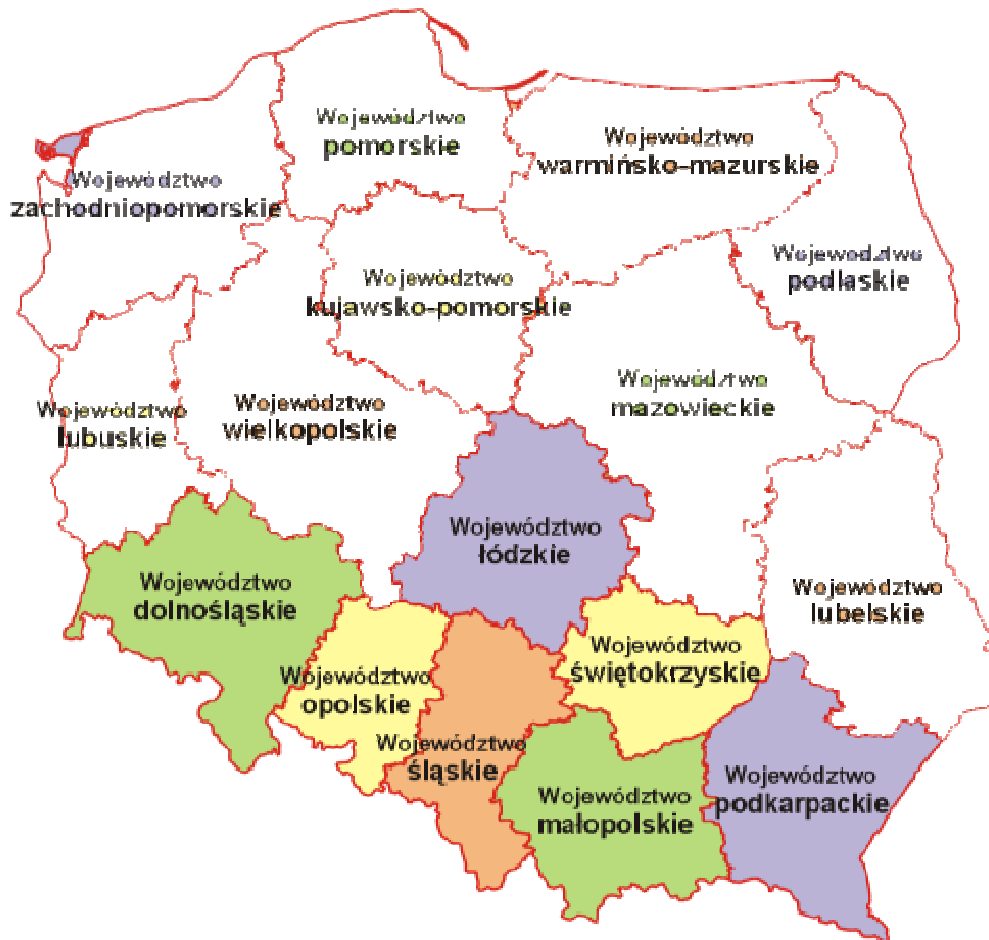 Województwo
pomorskie
Województwo
warmińsko-mazurskie
Województwo
zachodniopomorskie
Województwo
podlaskie
Województwo
kujawsko-pomorskie
Województwo
mazowieckie
Województwo
lubuskie
Województwo
wielkopolskie
Województwo
łódzkie
Województwo
dolnośląskie
Województwo
lubelskie
Województwo
świętokrzyskie
Województwo
opolskie
Województwo
śląskie
Województwo
podkarpackie
Województwo
małopolskie